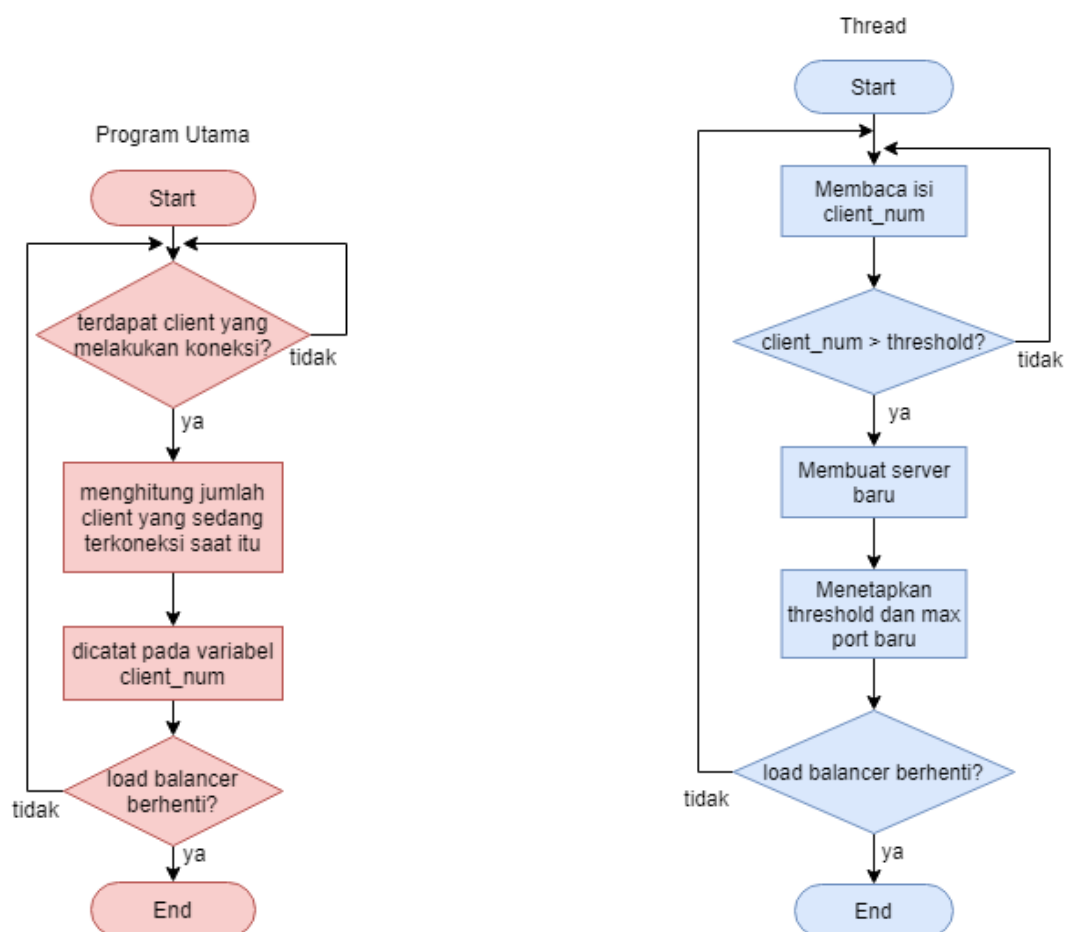 Program Utama
Start
terdapat client yang
melakukan koneksi?
tidak
ya
menghitung jumlah
client yang sedang
terkoneksi saat itu
dicatat pada variabel
client_num
load balancer
berhenti?
tidak
ya
End
Thread
Start
Membaca isi
client_num
client_num > threshold?
tidak
ya
Membuat server
baru
Menetapkan
threshold dan max
port baru
load balancer berhenti?
tidak
ya
End